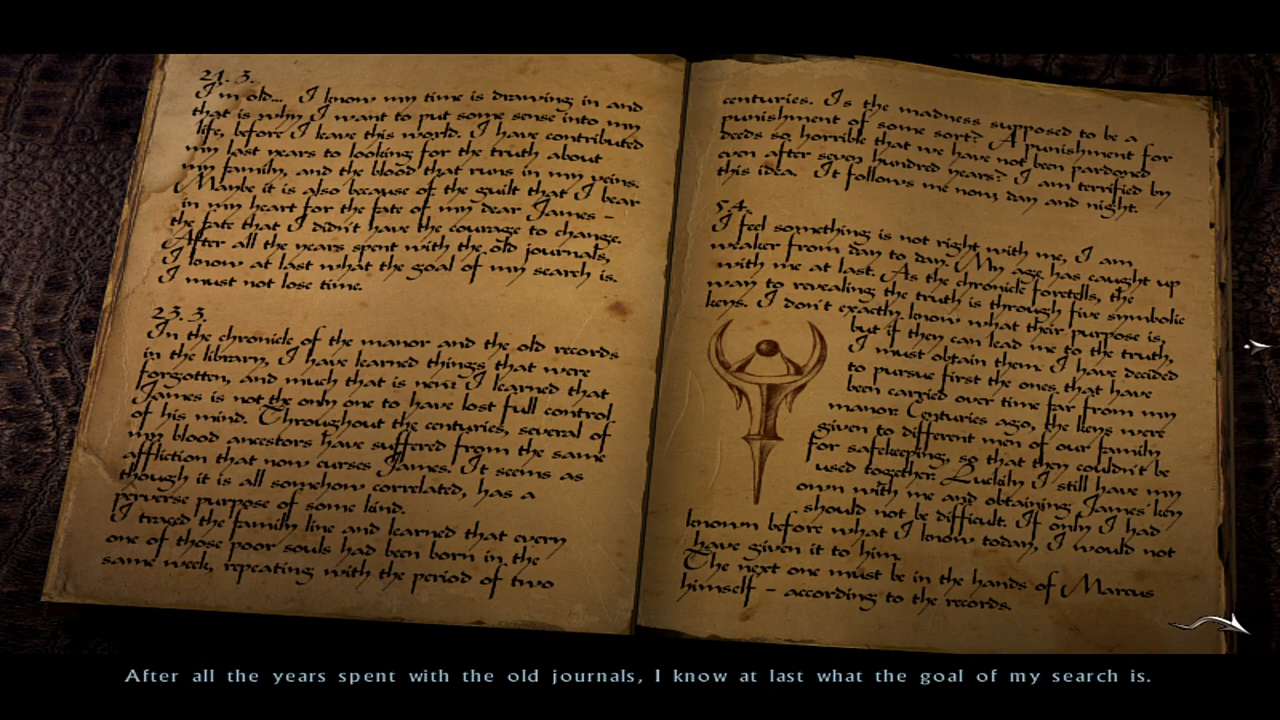 21. 3.
I'm old... I know my time is drawing in and
that is why I want to put some sense into my
life, before I leave this world. I have contributed
my last years to looking for the truth about
my family, and the blood that runs in my veins.
Maybe it is also because of the guilt that I bear
in my heart for the fate of my dear James -
the fate that I didn't have the courage to change.
After all the years spent with the old journals,
I know at last what the goal of my search is.
I must not lose time.
23. 3.
In the chronicle of the manor and the old records
in the library, I have learned things that were
forgotten, and much that is new. I learned that
James is not the only one to have lost full control
of his mind. Throughout the centuries, several of
my blood ancestors have suffered from the same
affliction that now curses James. It seems as
though it is all somehow correlated, has a
perverse purpose of some kind.
I traced the family line and learned that every
one of those poor souls had been born in the
same week, repeating with the period of two
centuries. Is the madness supposed to be a
punishment of some sort? A punishment for
deeds so horrible that we have not been pardoned
even after seven hundred years? I am terrified by
this idea. It follows me now, day and night.
5.4.
I feel something is not right with me, I am
weaker from day to day. My age has caught up
with me at last. As the chronicle foretells, the
way to revealing the truth is through five symbolic
keys. I don't exactly know what their purpose is,
but if they can lead me to the truth,
I must obtain them. I have decided
to pursue first the ones that have
been carried over time far from my
manor. Centuries ago, the keys were
given to different men of our family
for safekeeping, so that they couldn't be
used together. Luckily I still have my
own with me and obtaining James' key
should not be difficult. If only I had
known before what I know today, I would not
have given it to him.
The next one must be in the hands of Marcus
himself - according to the records.
After all the years spent with the old journals, I know at last what the goal of my search is.